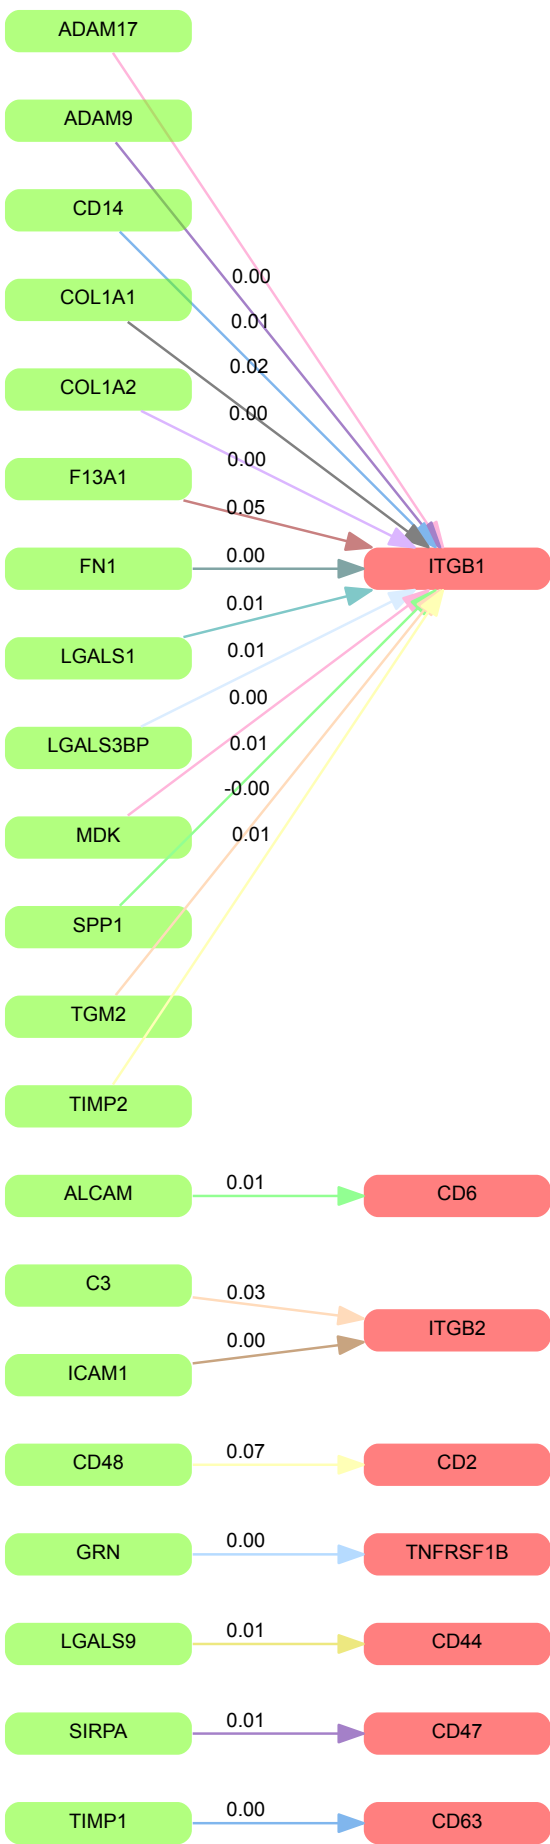 ADAM17
ADAM9
CD14
0.00
COL1A1
0.01
0.02
COL1A2
0.00
0.00
F13A1
0.05
0.00
FN1
ITGB1
0.01
LGALS1
0.01
0.00
LGALS3BP
0.01
-0.00
MDK
0.01
SPP1
TGM2
TIMP2
0.01
ALCAM
CD6
C3
0.03
ITGB2
0.00
ICAM1
0.07
CD48
CD2
0.00
GRN
TNFRSF1B
0.01
LGALS9
CD44
0.01
SIRPA
CD47
0.00
TIMP1
CD63